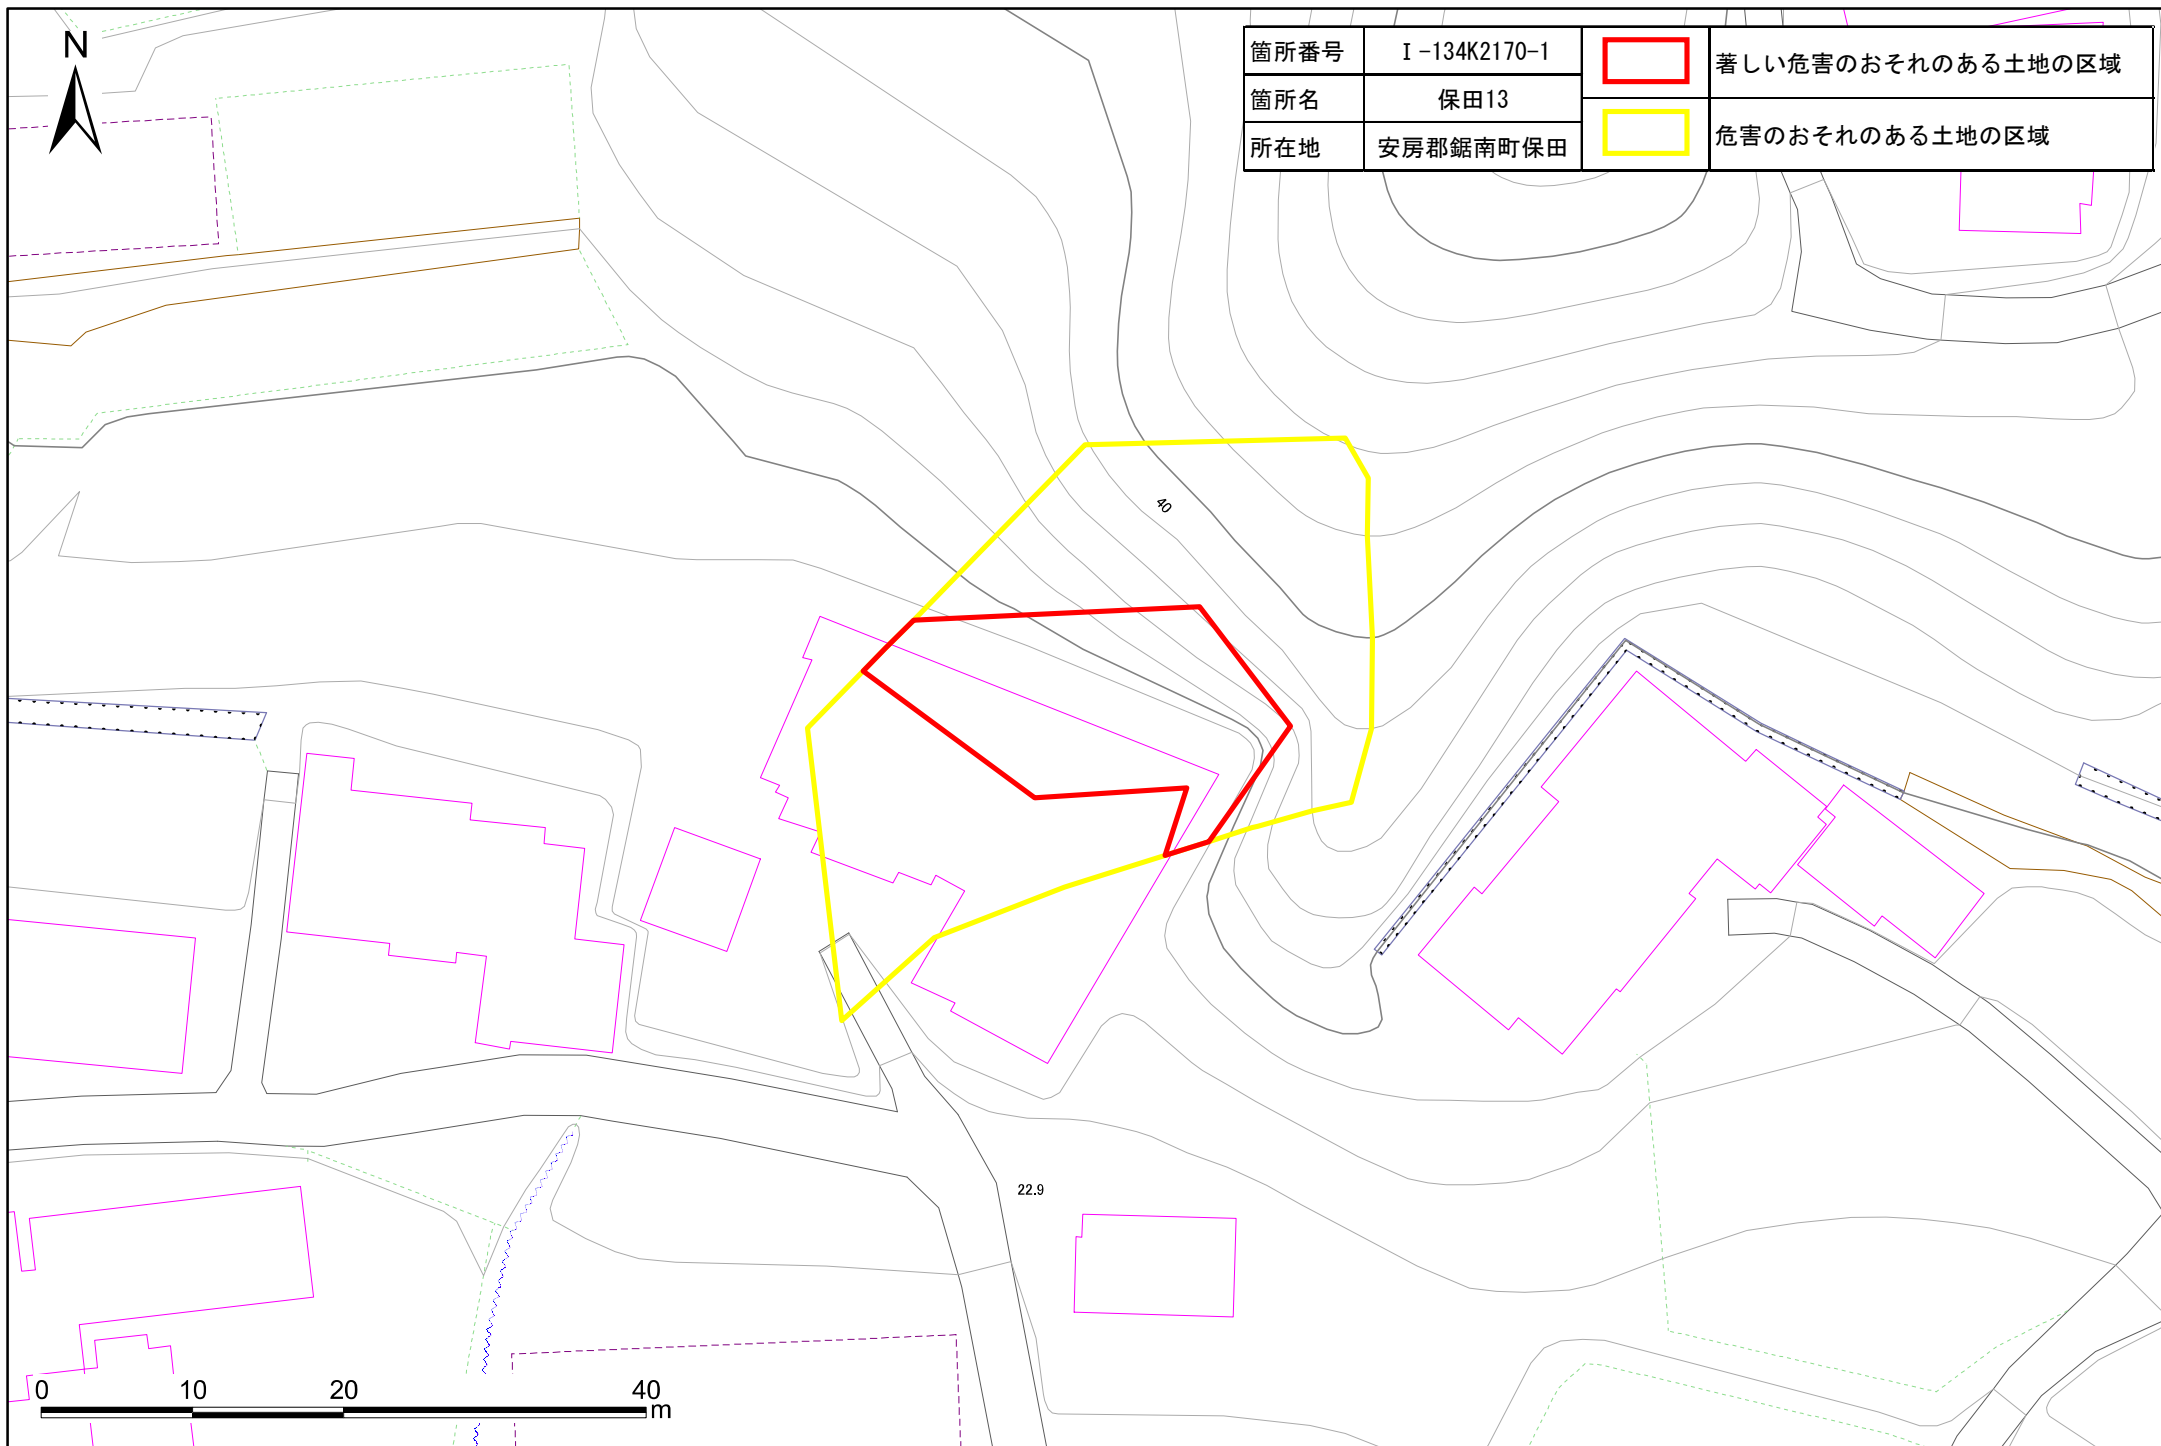 N
箇所番号 Ⅰ-134K2170-1 著しい危害のおそれのある土地の区域
箇所名 保田13
危害のおそれのある土地の区域
所在地 安房郡鋸南町保田
40
22.9
0 10 20 40
m